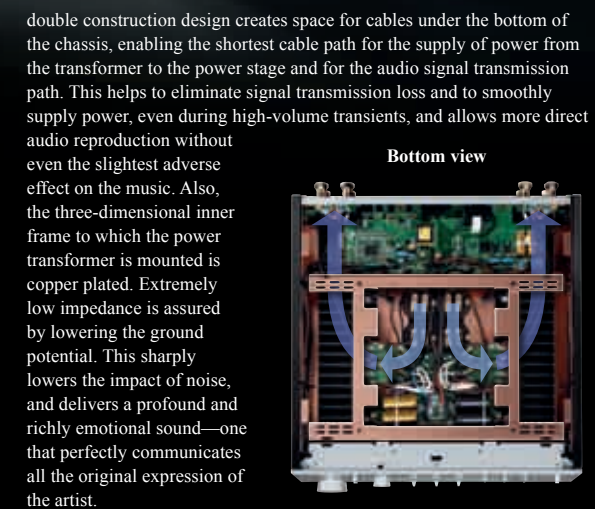 double construction design creates space for cables under the bottom of
the chassis, enabling the shortest cable path for the supply of power from
the transformer to the power stage and for the audio signal transmission
path. This helps to eliminate signal transmission loss and to smoothly
supply power, even during high-volume transients, and allows more direct
audio reproduction without
even the slightest adverse
effect on the music. Also,
the three-dimensional inner
frame to which the power
transformer is mounted is
copper plated. Extremely
low impedance is assured
by lowering the ground
potential. This sharply
lowers the impact of noise,
and delivers a profound and
richly emotional sound—one
that perfectly communicates
all the original expression of
the artist.
Bottom view